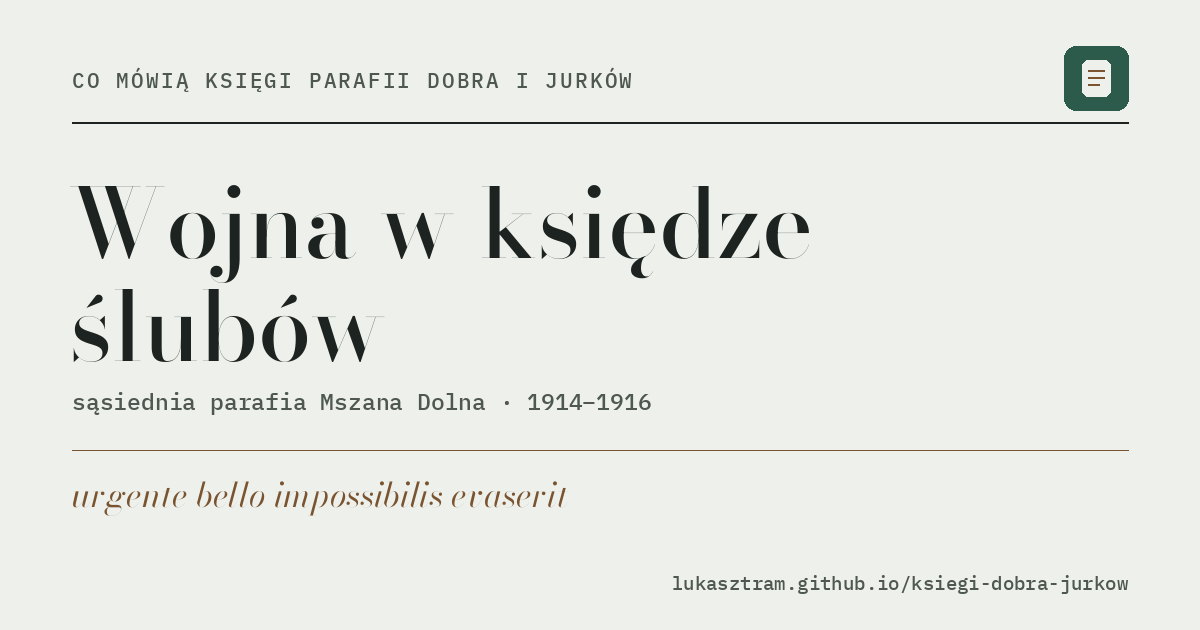 CO MÓWIĄ KSIĘGI PARAFII DOBRA I JURKÓW
Wojna w księdze
ślubów
sąsiednia parafia Mszana Dolna · 1914–1916
urgente bello impossibilis evaserit
lukasztram.github.io/ksiegi-dobra-jurkow